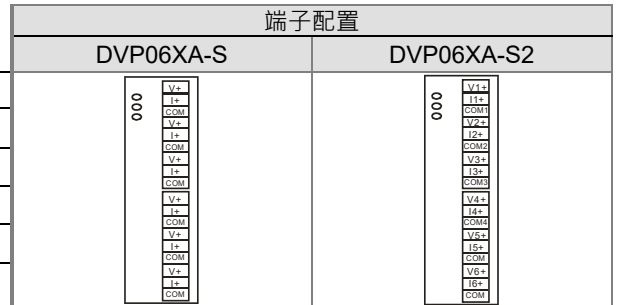 端子配置
DVP06XA-S
DVP06XA-S2
V+
I+
COM
V+
I+
COM
V+
I+
COM
V+
I+
COM
V+
I+
COM
V+
I+
COM
V1+
I1+
COM1
V2+
I2+
COM2
V3+
I3+
COM3
V4+
I4+
COM4
V5+
I5+
COM
V6+
I6+
COM